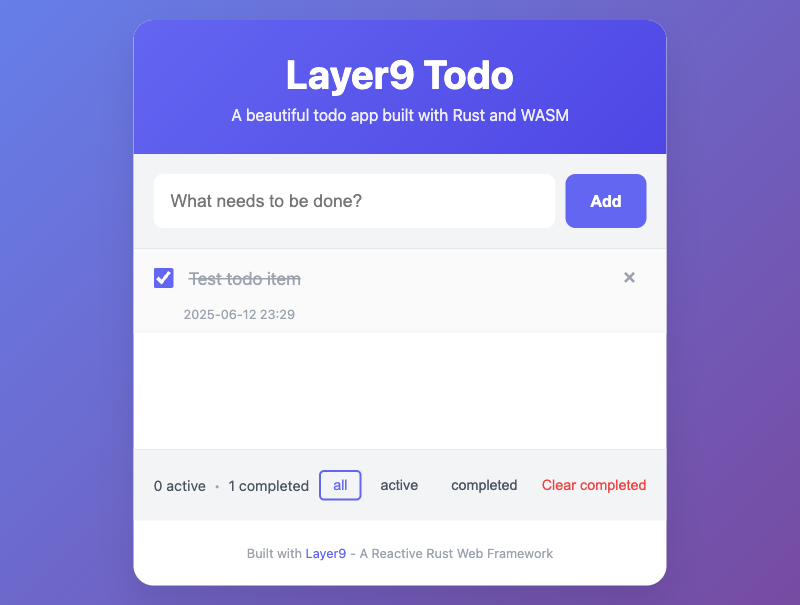 Layer9 Todo
A beautiful todo app built with Rust and WASM
What needs to be done?
Add
Test todo item
×
2025-06-12 23:29
0 active • 1 completed all active completed Clear completed
Built with Layer9 - A Reactive Rust Web Framework